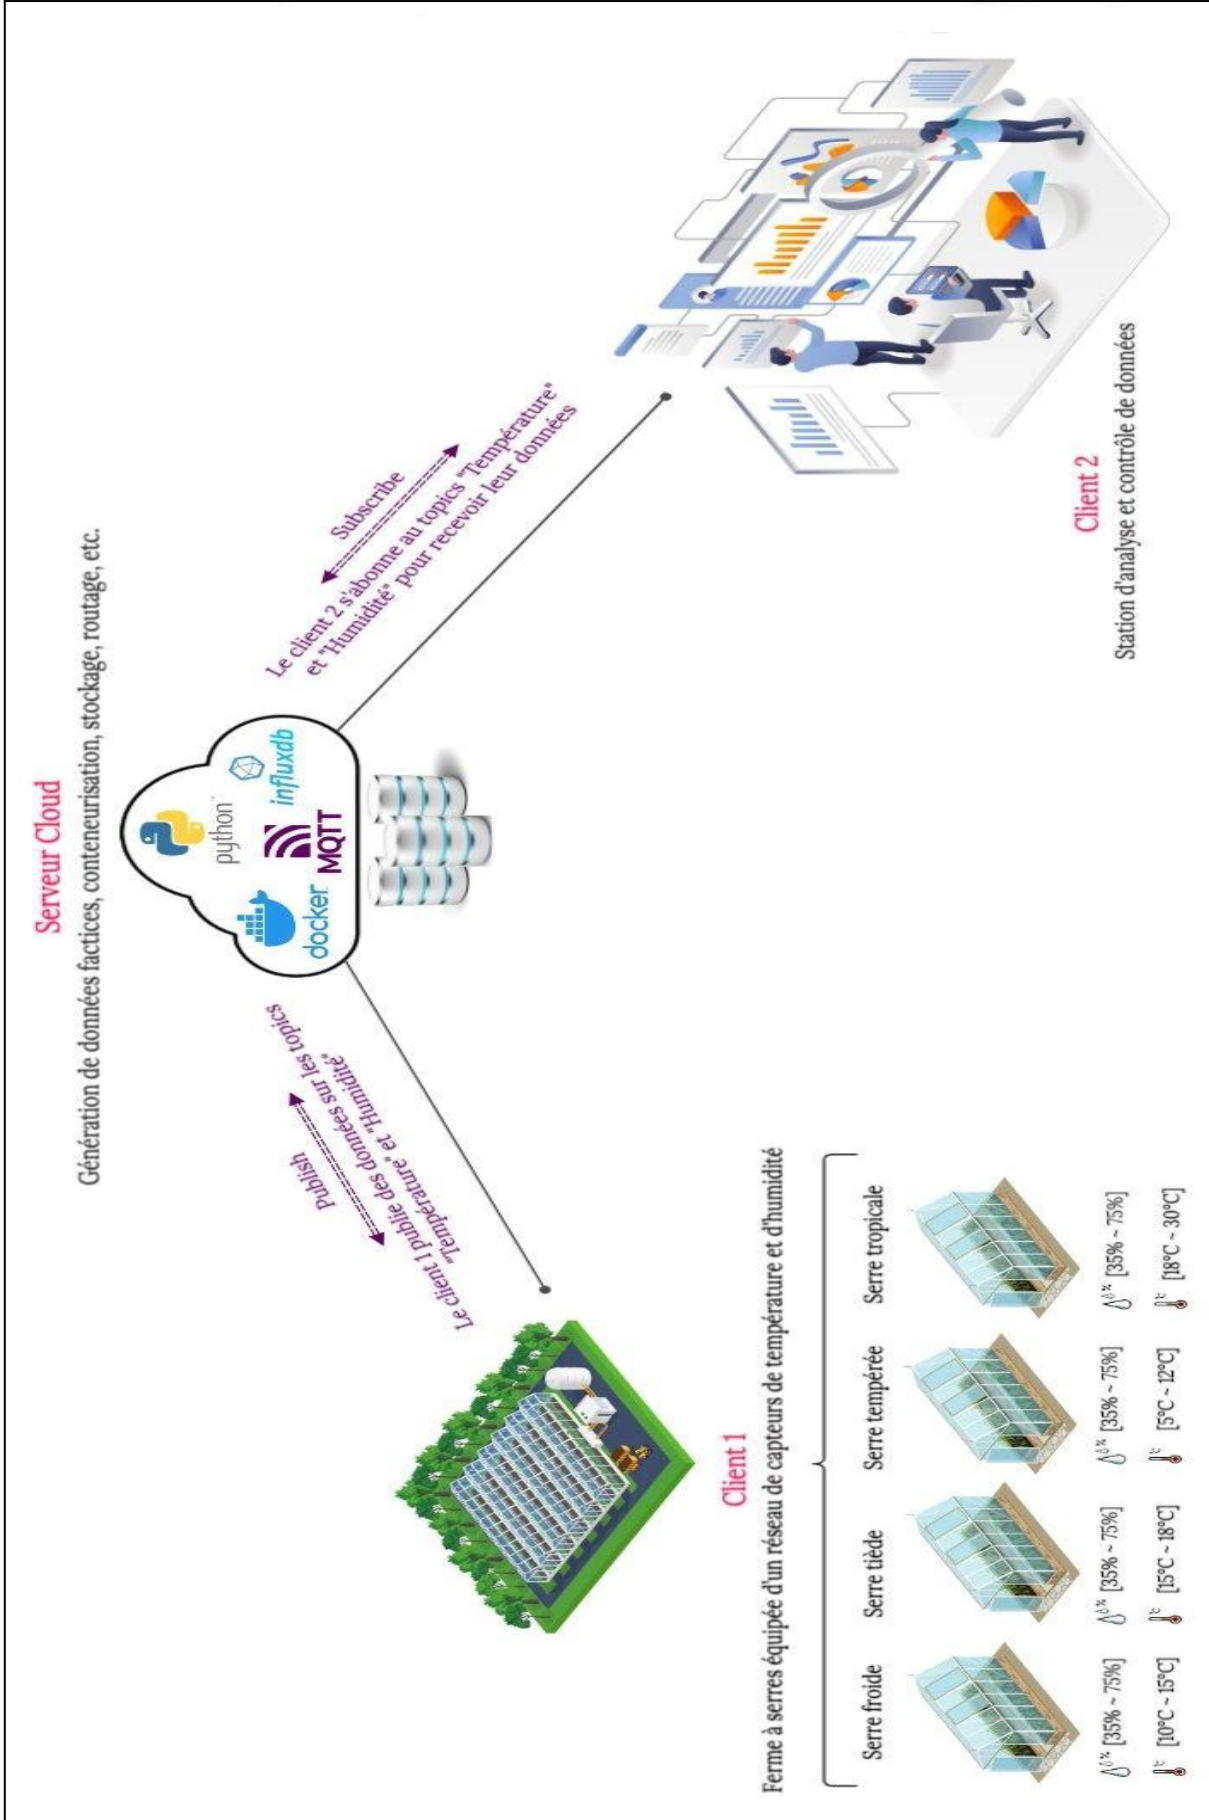 Serveur Cloud
Génération de données factices, conteneurisation, stockage, routage, etc.
python
docker
MQTT
influxdb
Publish
Le client 1 publie des données sur les topics
"Température" et "Humidité"
Subscribe
Le client 2 s'abonne au topics "Température"
et "Humidité" pour recevoir leur données
Client 1
Ferme à serres équipée d'un réseau de capteurs de température et d'humidité
Serre froide
% [35% ~ 75%]
°C [10°C ~ 15°C]
Serre tiède
% [35% ~ 75%]
°C [15°C ~ 18°C]
Serre tempérée
% [35% ~ 75%]
°C [5°C ~ 12°C]
Serre tropicale
% [35% ~ 75%]
°C [18°C ~ 30°C]
Client 2
Station d'analyse et contrôle de données